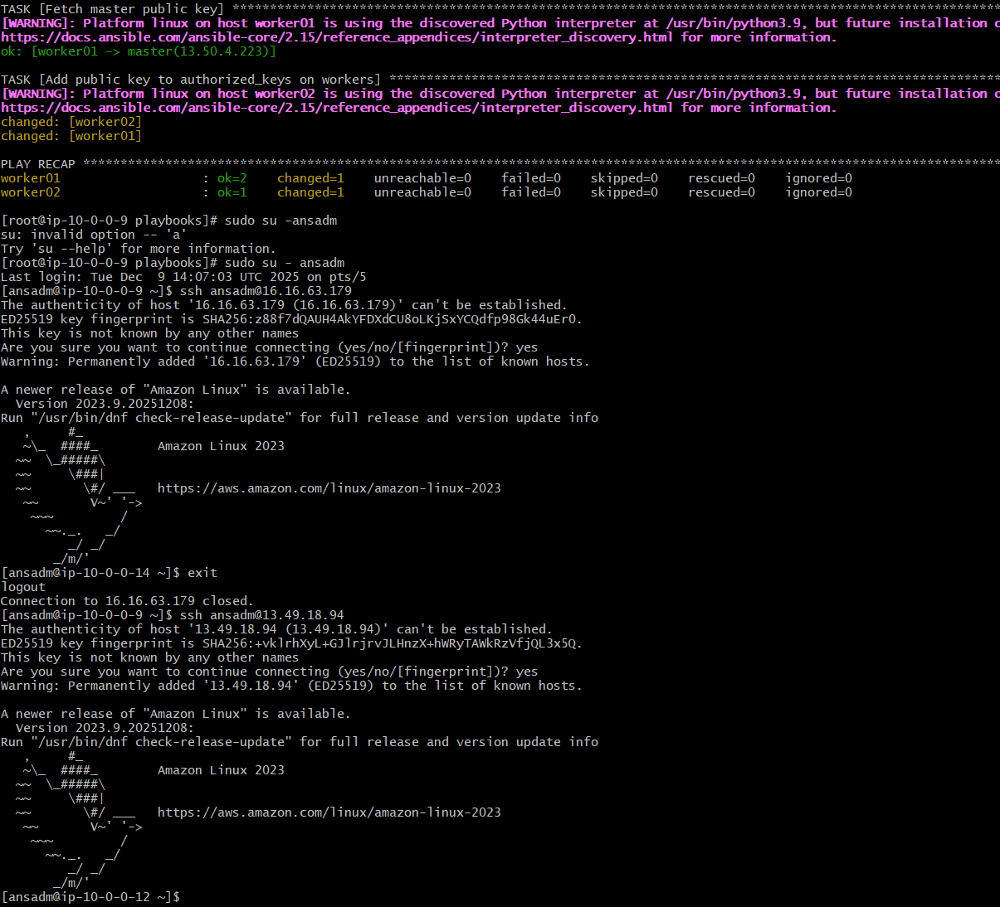 TASK [Fetch master public key] *******************************************************************************************************
[WARNING]: Platform linux on host worker01 is using the discovered Python interpreter at /usr/bin/python3.9, but future installation o
https://docs.ansible.com/ansible-core/2.15/reference_appendices/interpreter_discovery.html for more information.
ok: [worker01 -> master(13.50.4.223)]
TASK [Add public key to authorized_keys on workers] **********************************************************************************
[WARNING]: Platform linux on host worker02 is using the discovered Python interpreter at /usr/bin/python3.9, but future installation o
https://docs.ansible.com/ansible-core/2.15/reference_appendices/interpreter_discovery.html for more information.
changed: [worker02]
changed: [worker01]
PLAY RECAP ***************************************************************************************************************************
worker01                   : ok=2    changed=1    unreachable=0    failed=0    skipped=0    rescued=0    ignored=0
worker02                   : ok=1    changed=1    unreachable=0    failed=0    skipped=0    rescued=0    ignored=0
[root@ip-10-0-0-9 playbooks]# sudo su -ansadm
su: invalid option -- 'a'
Try 'su --help' for more information.
[root@ip-10-0-0-9 playbooks]# sudo su - ansadm
Last login: Tue Dec  9 14:07:03 UTC 2025 on pts/5
[ansadm@ip-10-0-0-9 ~]$ ssh ansadm@16.16.63.179
The authenticity of host '16.16.63.179 (16.16.63.179)' can't be established.
ED25519 key fingerprint is SHA256:z88f7dQAUH4AkYFDXdCU8oLKjSxYCQdfp98Gk44uEr0.
This key is not known by any other names
Are you sure you want to continue connecting (yes/no/[fingerprint])? yes
Warning: Permanently added '16.16.63.179' (ED25519) to the list of known hosts.
A newer release of "Amazon Linux" is available.
  Version 2023.9.20251208:
Run "/usr/bin/dnf check-release-update" for full release and version update info
   ,     #_
   ~\_  ####_        Amazon Linux 2023
  ~~  \_#####\
  ~~     \###|
  ~~       \#/ ___   https://aws.amazon.com/linux/amazon-linux-2023
   ~~       V~' '->
    ~~~         /
      ~~._.   _/
         _/ _/
       _/m/'
[ansadm@ip-10-0-0-14 ~]$ exit
logout
Connection to 16.16.63.179 closed.
[ansadm@ip-10-0-0-9 ~]$ ssh ansadm@13.49.18.94
The authenticity of host '13.49.18.94 (13.49.18.94)' can't be established.
ED25519 key fingerprint is SHA256:+vklrhXyL+GJlrjrvJLHnzX+hWRyTAWkRzVfjQL3x5Q.
This key is not known by any other names
Are you sure you want to continue connecting (yes/no/[fingerprint])? yes
Warning: Permanently added '13.49.18.94' (ED25519) to the list of known hosts.
A newer release of "Amazon Linux" is available.
  Version 2023.9.20251208:
Run "/usr/bin/dnf check-release-update" for full release and version update info
   ,     #_
   ~\_  ####_        Amazon Linux 2023
  ~~  \_#####\
  ~~     \###|
  ~~       \#/ ___   https://aws.amazon.com/linux/amazon-linux-2023
   ~~       V~' '->
    ~~~         /
      ~~._.   _/
         _/ _/
       _/m/'
[ansadm@ip-10-0-0-12 ~]$